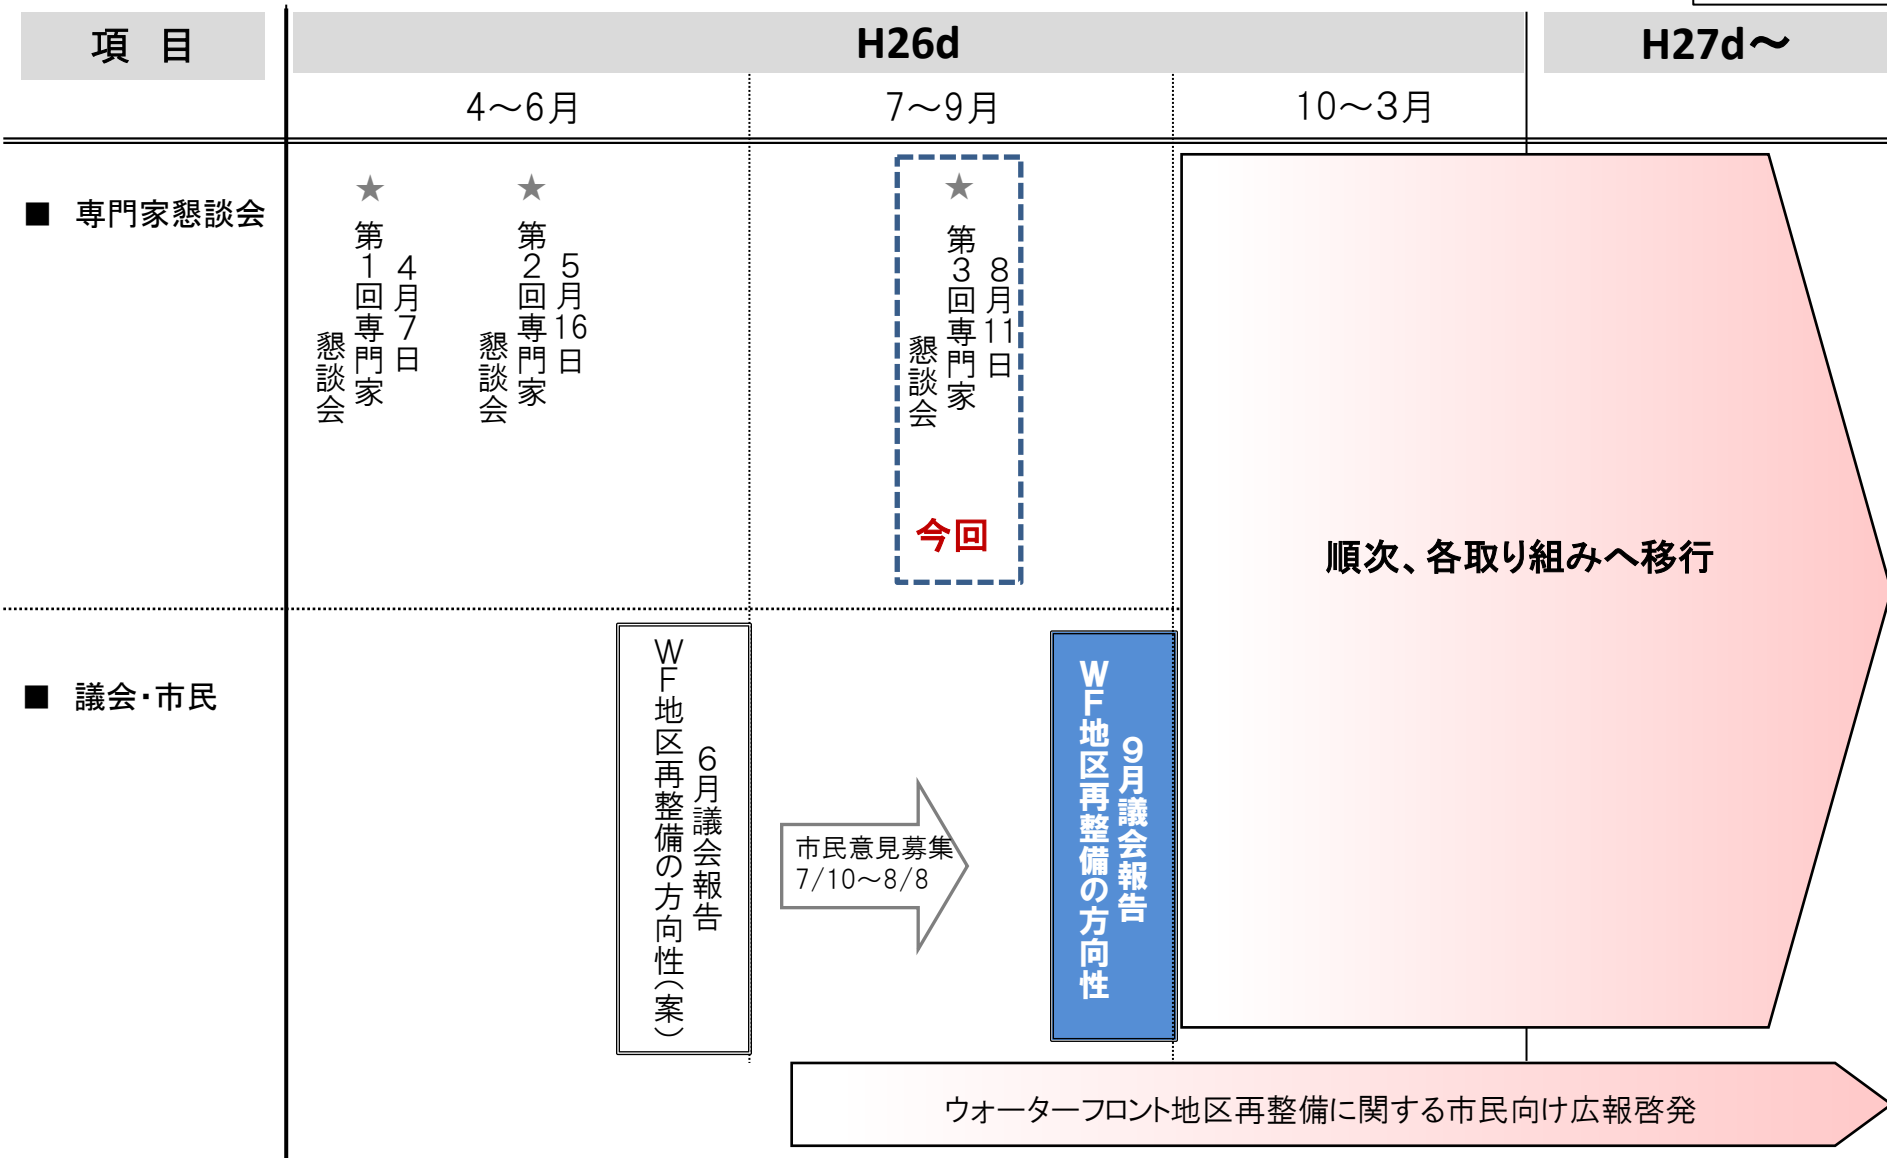 項 目
H26d
H27d～
4～6月
7～9月
10～3月
■ 専門家懇談会
★
4月7日
第1回専門家
懇談会
★
5月16日
第2回専門家
懇談会
★
8月11日
第3回専門家
懇談会
今回
順次、各取り組みへ移行
■ 議会・市民
6月議会報告
WF地区再整備の方向性(案)
市民意見募集
7/10～8/8
9月議会報告
WF地区再整備の方向性
ウォーターフロント地区再整備に関する市民向け広報啓発